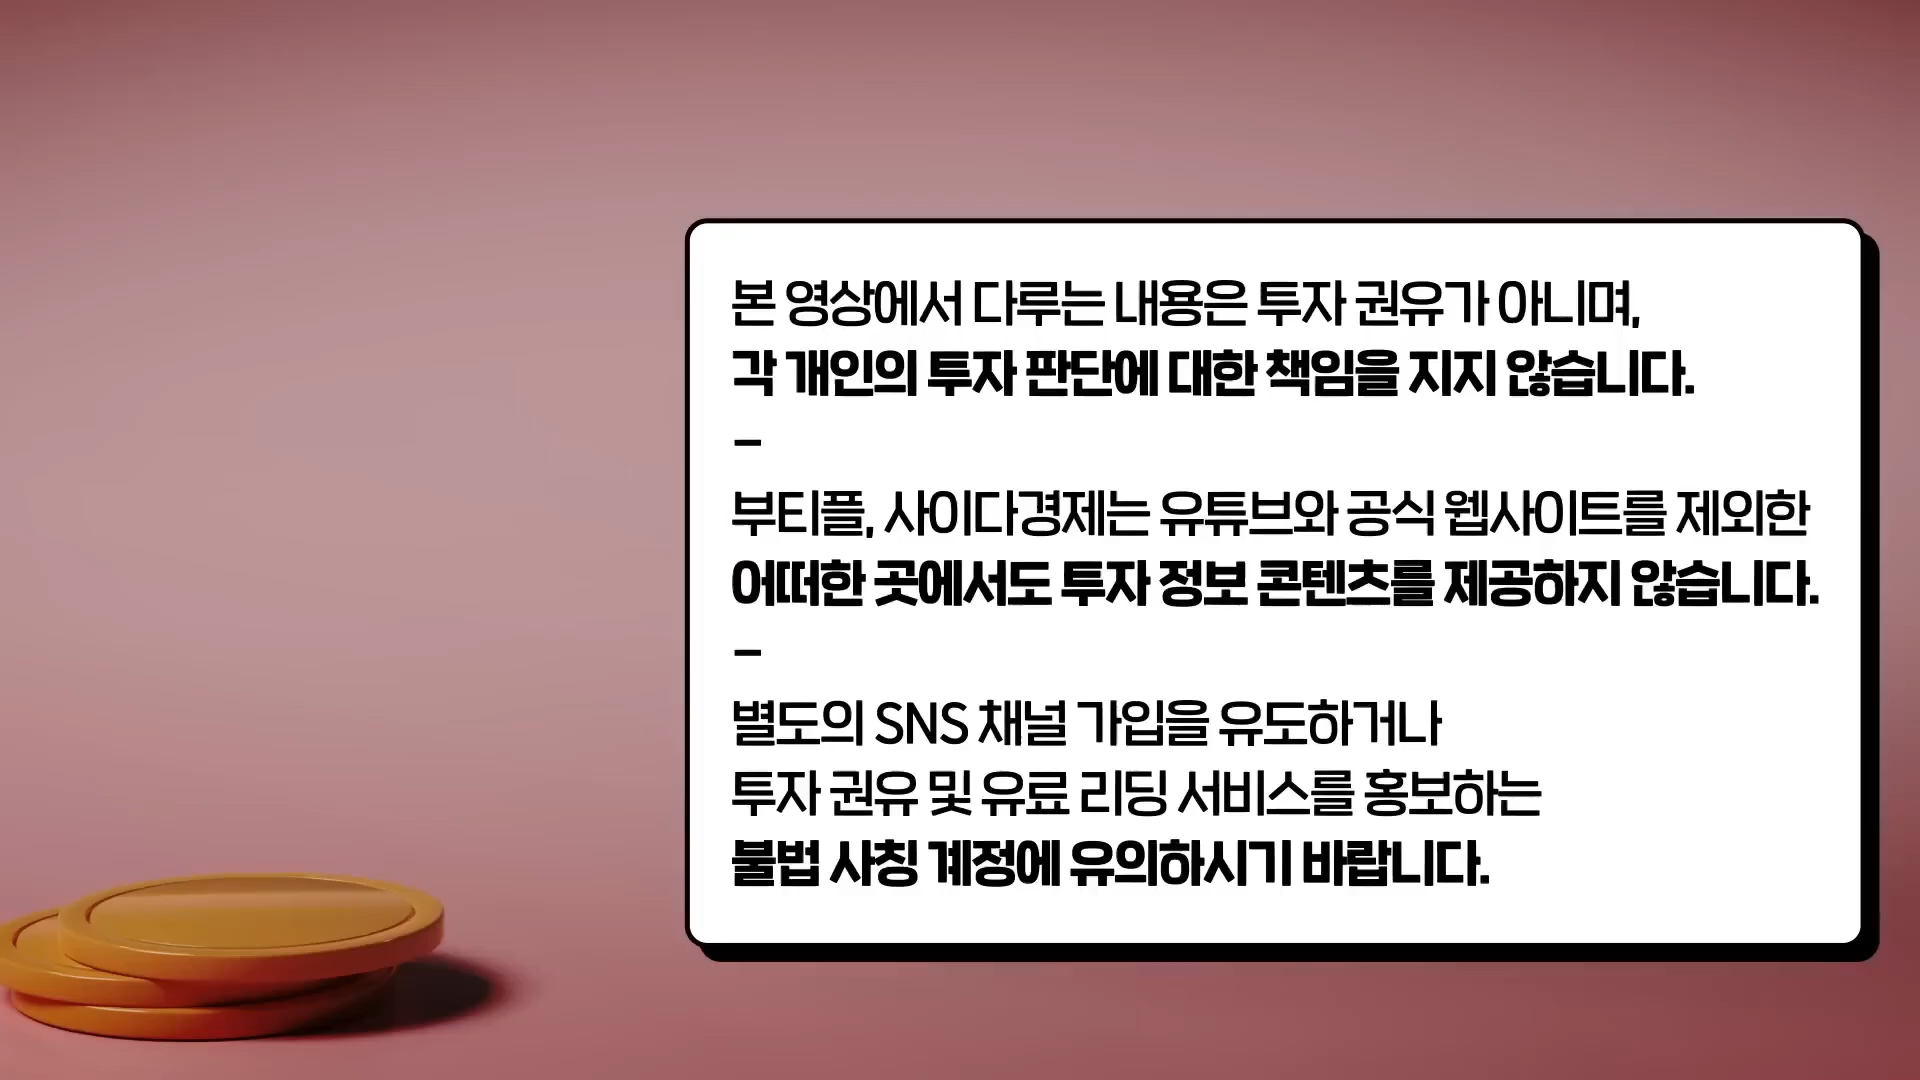 본 영상에서 다루는 내용은 투자 권유가 아니며,
각 개인의 투자 판단에 대한 책임을 지지 않습니다.
–
부티플, 사이다경제는 유튜브와 공식 웹사이트를 제외한
어떠한 곳에서도 투자 정보 콘텐츠를 제공하지 않습니다.
–
별도의 SNS 채널 가입을 유도하거나
투자 권유 및 유료 리딩 서비스를 홍보하는
불법 사칭 계정에 유의하시기 바랍니다.